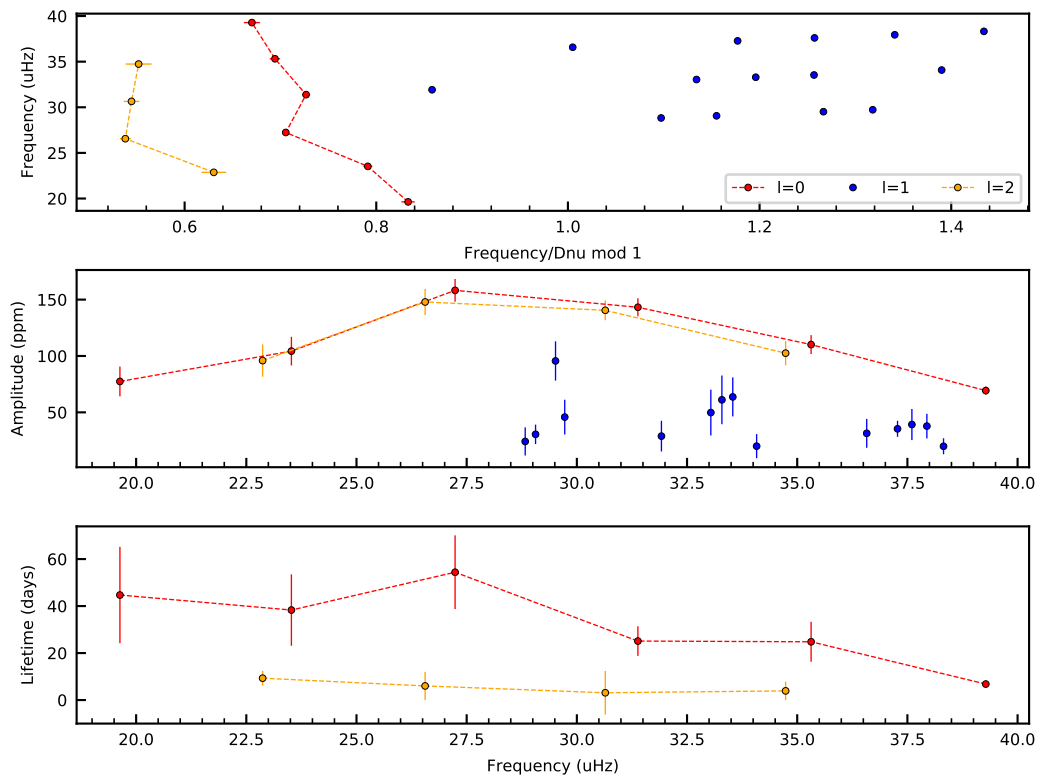 40
35
30
25
20
Frequency (uHz)
l=0 l=1 l=2
0.6 0.8 1.0 1.2 1.4
Frequency/Dnu mod 1
150
100
50
Amplitude (ppm)
20.0 22.5 25.0 27.5 30.0 32.5 35.0 37.5 40.0
60
40
20
0
Lifetime (days)
20.0 22.5 25.0 27.5 30.0 32.5 35.0 37.5 40.0
Frequency (uHz)